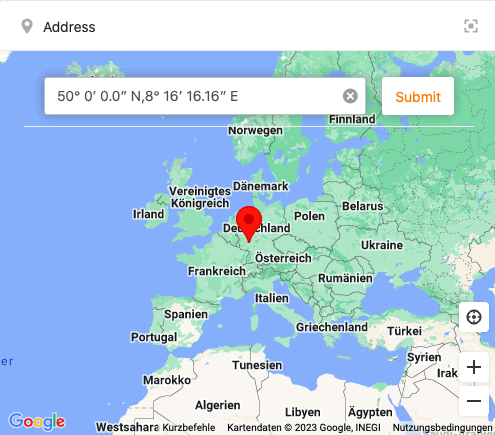 Address
50° 0′ 0.0″ N,8° 16′ 16.16″ E
Submit
Finnland
Norwegen
Vereinigtes
Königreich
Dänemark
Irland
Belarus
Polen
Deutschland
Ukraine
Österreich
Frankreich
Rumänien
Italien
Spanien
Griechenland
Türkei
Portugal
Syrien
Tunesien
Irak
Marokko
Algerien
Libyen
Ägypten
Westsahara
Google
Kurzbefehle
Kartendaten © 2023 Google, INEGI
Nutzungsbedingungen